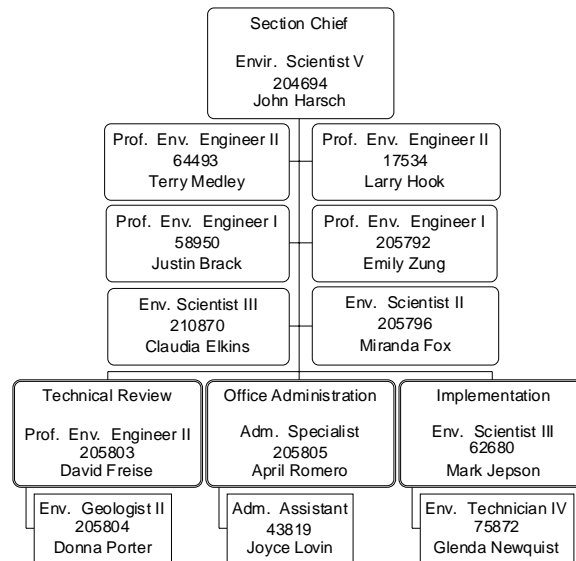 Section Chief
Envir. Scientist V
204694
John Harsch
Prof. Env. Engineer II
64493
Terry Medley
Prof. Env. Engineer II
17534
Larry Hook
Prof. Env. Engineer I
58950
Justin Brack
Prof. Env. Engineer I
205792
Emily Zung
Env. Scientist III
210870
Claudia Elkins
Env. Scientist II
205796
Miranda Fox
Technical Review
Prof. Env. Engineer II
205803
David Freise
Office Administration
Adm. Specialist
205805
April Romero
Implementation
Env. Scientist III
62680
Mark Jepson
Env. Geologist II
205804
Donna Porter
Adm. Assistant
43819
Joyce Lovin
Env. Technician IV
75872
Glenda Newquist